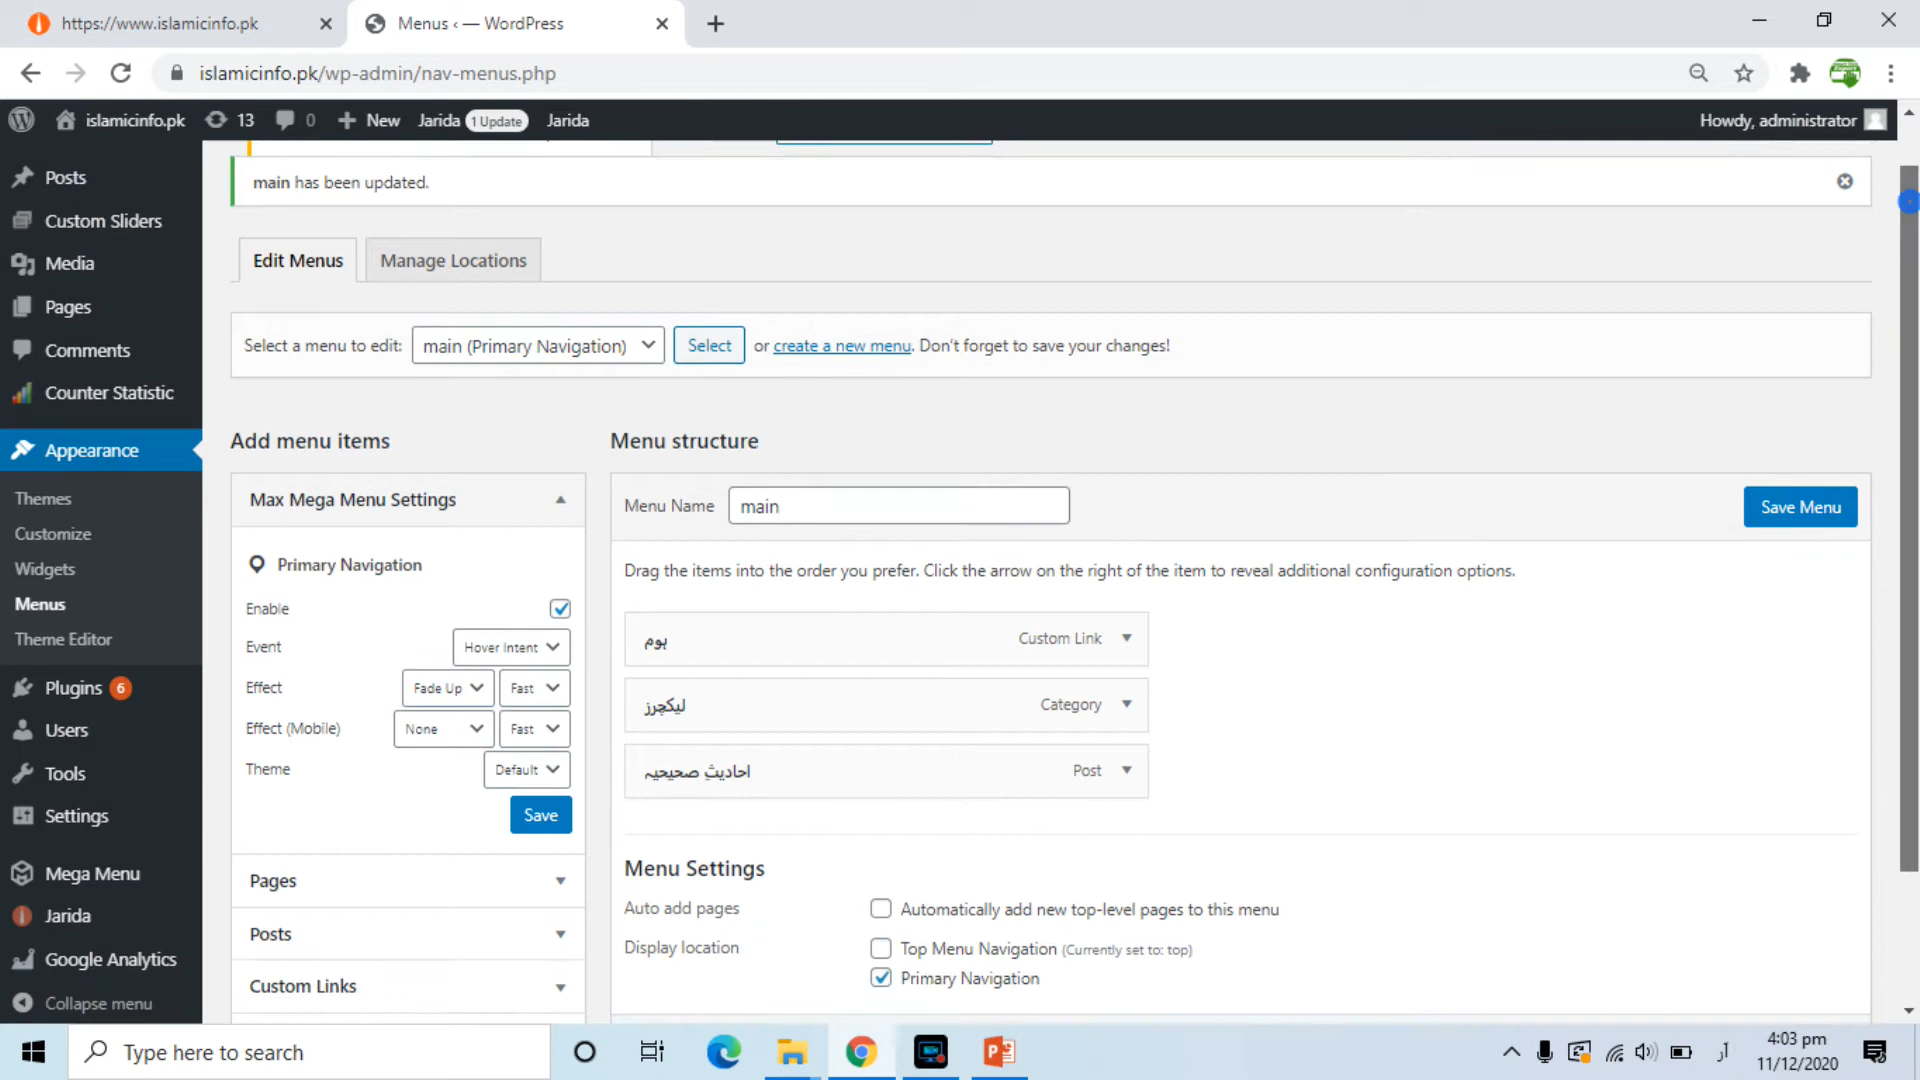 https://www.islamicinfo.pk
Menus ‹ — WordPress
islamicinfo.pk/wp-admin/nav-menus.php
islamicinfo.pk 13 0 New Jarida 1 Update Jarida
Howdy, administrator
Posts
Custom Sliders
Media
Pages
Comments
Counter Statistic
Appearance
Themes
Customize
Widgets
Menus
Theme Editor
Plugins 6
Users
Tools
Settings
Mega Menu
Jarida
Google Analytics
Collapse menu
main has been updated.
Edit Menus
Manage Locations
Select a menu to edit: main (Primary Navigation) Select or create a new menu. Don't forget to save your changes!
Add menu items
Max Mega Menu Settings
Primary Navigation
Enable
Event Hover Intent
Effect Fade Up Fast
Effect (Mobile) None Fast
Theme Default
Save
Pages
Posts
Custom Links
Menu structure
Menu Name main
Save Menu
Drag the items into the order you prefer. Click the arrow on the right of the item to reveal additional configuration options.
ہوم Custom Link
لیکچرز Category
احادیثِ صحیحیہ Post
Menu Settings
Auto add pages Automatically add new top-level pages to this menu
Display location Top Menu Navigation (Currently set to: top)
Primary Navigation
Type here to search
4:03 pm
11/12/2020